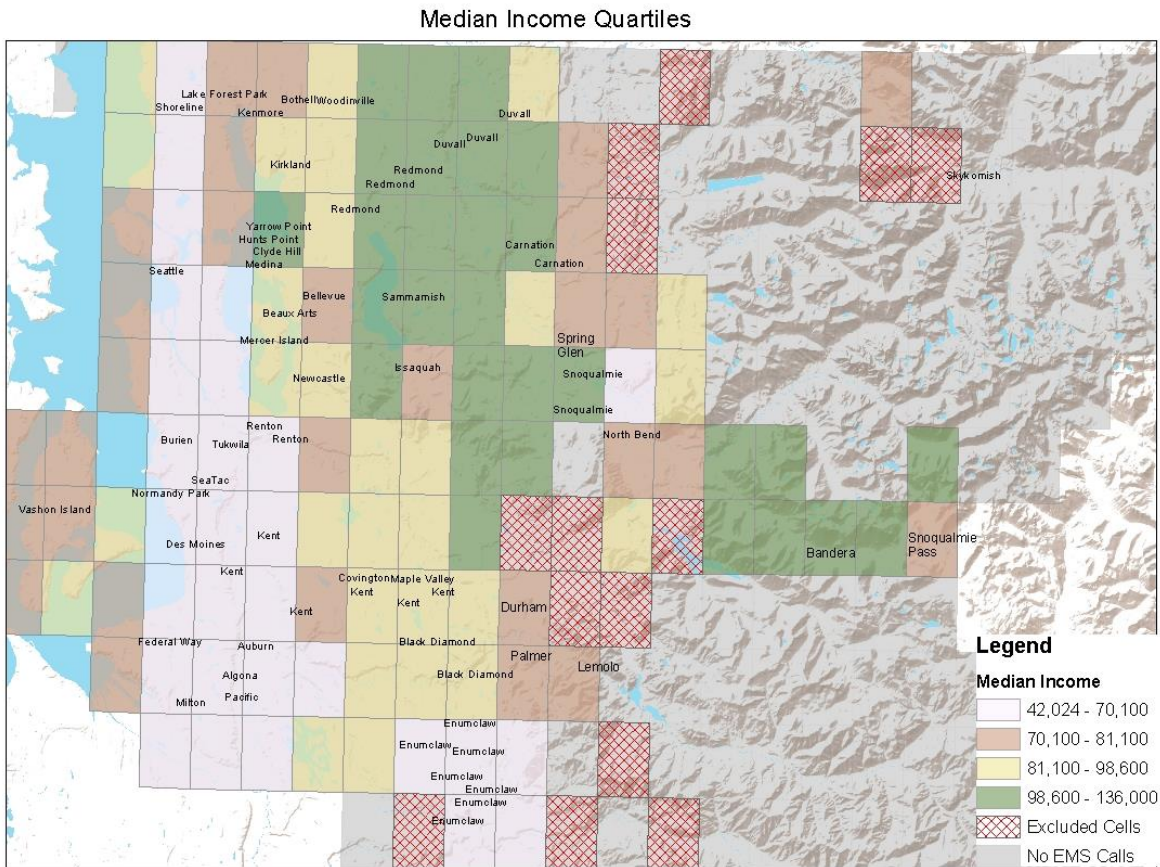 Median Income Quartiles
Lake Forest Park
Shoreline
Kenmore
Bothell
Woodinville
Duvall
Duvall
Duvall
Kirkland
Redmond
Redmond
Redmond
Skykomish
Yarrow Point
Hunts Point
Clyde Hill
Medina
Seattle
Carnation
Carnation
Bellevue
Sammamish
Beaux Arts
Mercer Island
Spring
Glen
Newcastle
Issaquah
Snoqualmie
Snoqualmie
Renton
Renton
Burien
Tukwila
North Bend
SeaTac
Normandy Park
Vashon Island
Des Moines
Kent
Bandera
Snoqualmie
Pass
Kent
Covington
Maple Valley
Kent
Kent
Kent
Kent
Durham
Federal Way
Auburn
Black Diamond
Palmer
Lemolo
Algona
Black Diamond
Pacific
Milton
Enumclaw
Enumclaw
Enumclaw
Enumclaw
Enumclaw
Enumclaw
Enumclaw
Legend
Median Income
42,024 - 70,100
70,100 - 81,100
81,100 - 98,600
98,600 - 136,000
Excluded Cells
No EMS Calls